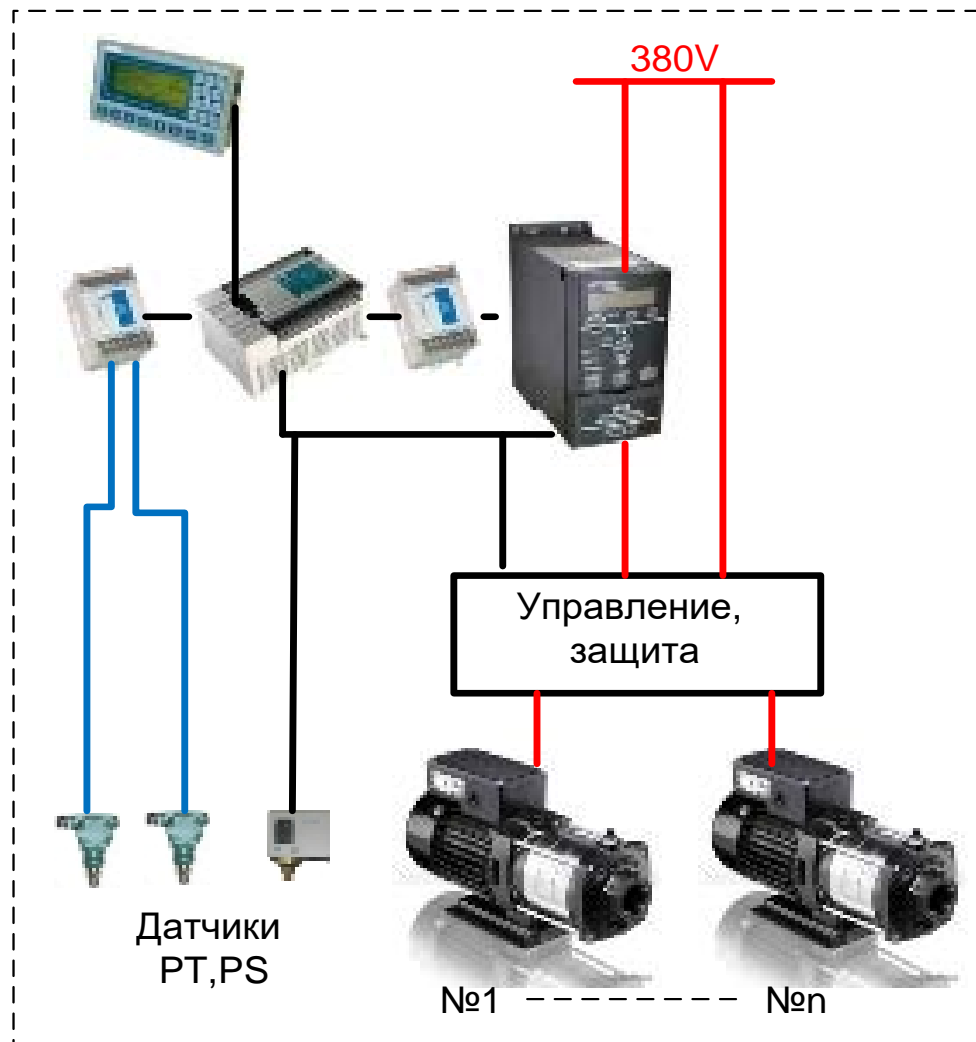 380V
Управление,
защита
Датчики
PT,PS
№1
№n